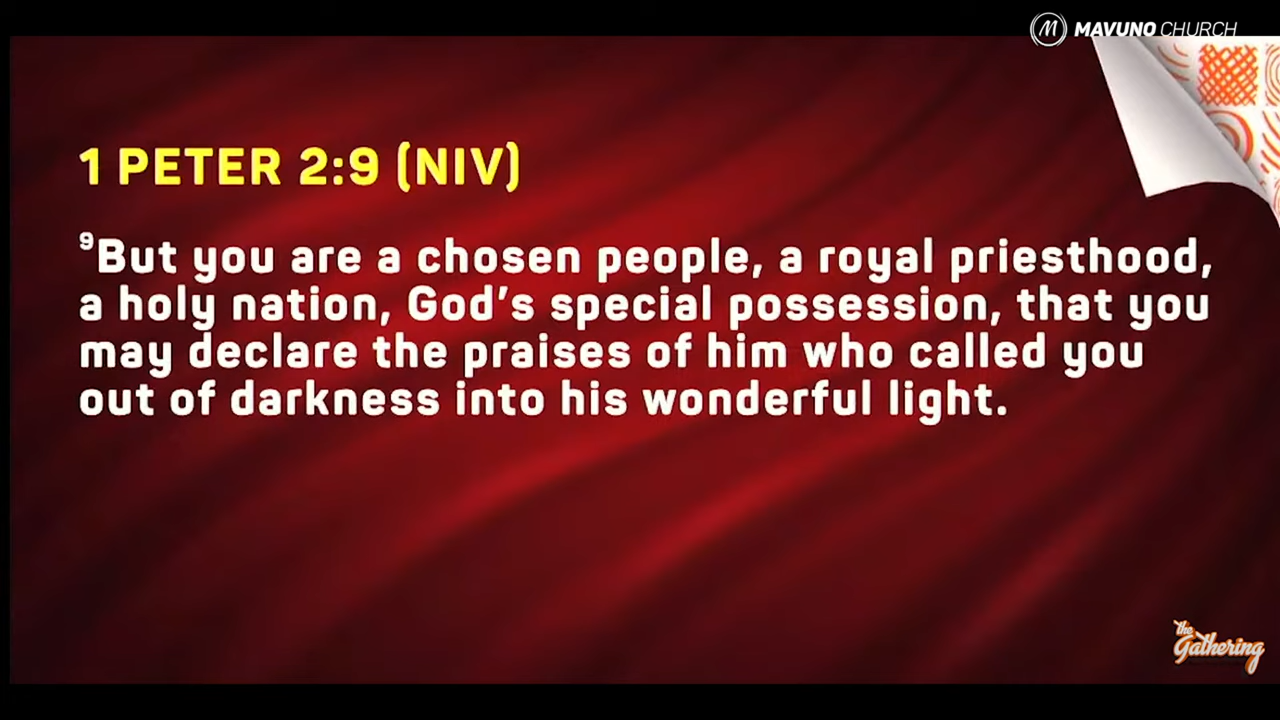 MAVUNO CHURCH
1 PETER 2:9 (NIV)
⁹But you are a chosen people, a royal priesthood,
a holy nation, God's special possession, that you
may declare the praises of him who called you
out of darkness into his wonderful light.
the
Gathering